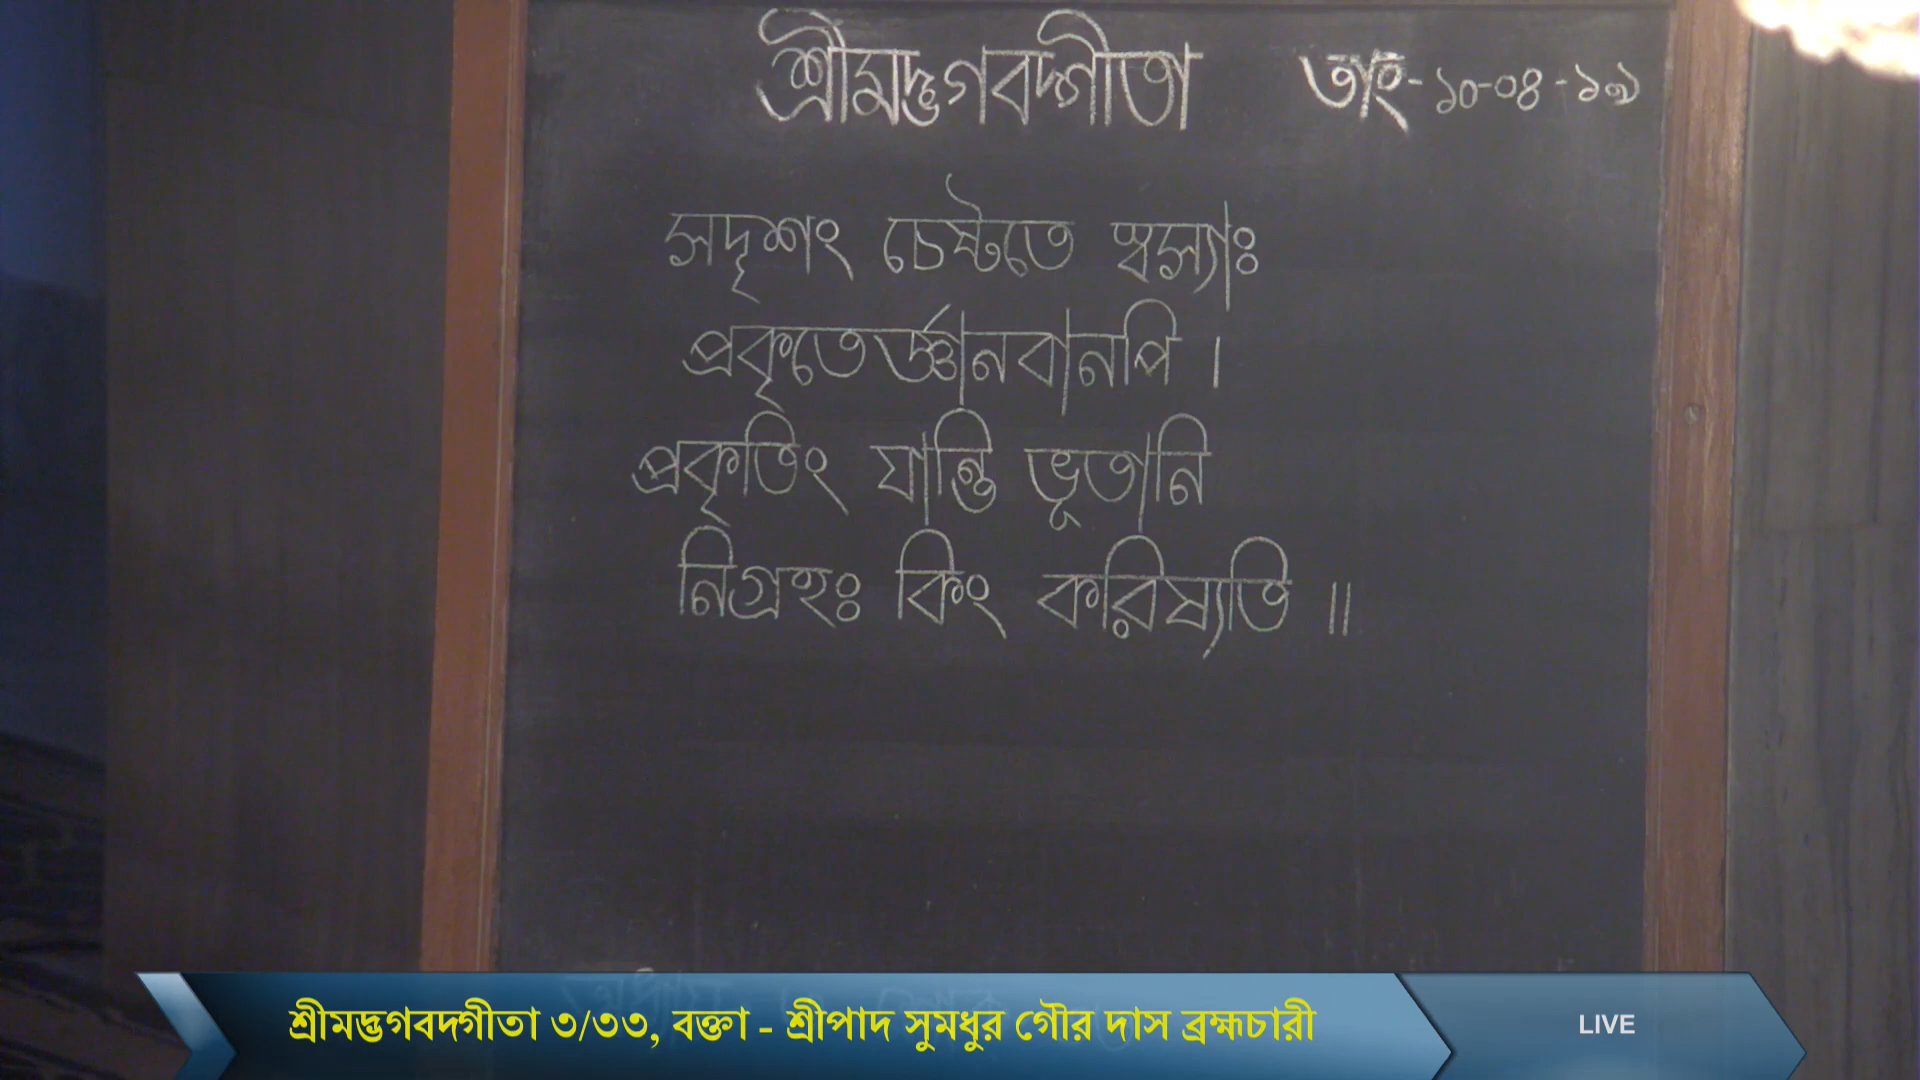 শ্রীমদ্ভগবদ্গীতা তাং-১০-০৪-১৯
সদৃশং চেষ্টতে স্বস্যাঃ
প্রকৃতের্জ্ঞানবানপি ।
প্রকৃতিং যান্তি ভূতানি
নিগ্রহঃ কিং করিষ্যতি ॥
শ্রীমদ্ভগবদ্গীতা ৩/৩৩, বক্তা - শ্রীপাদ সুমধুর গৌর দাস ব্রহ্মচারী
LIVE